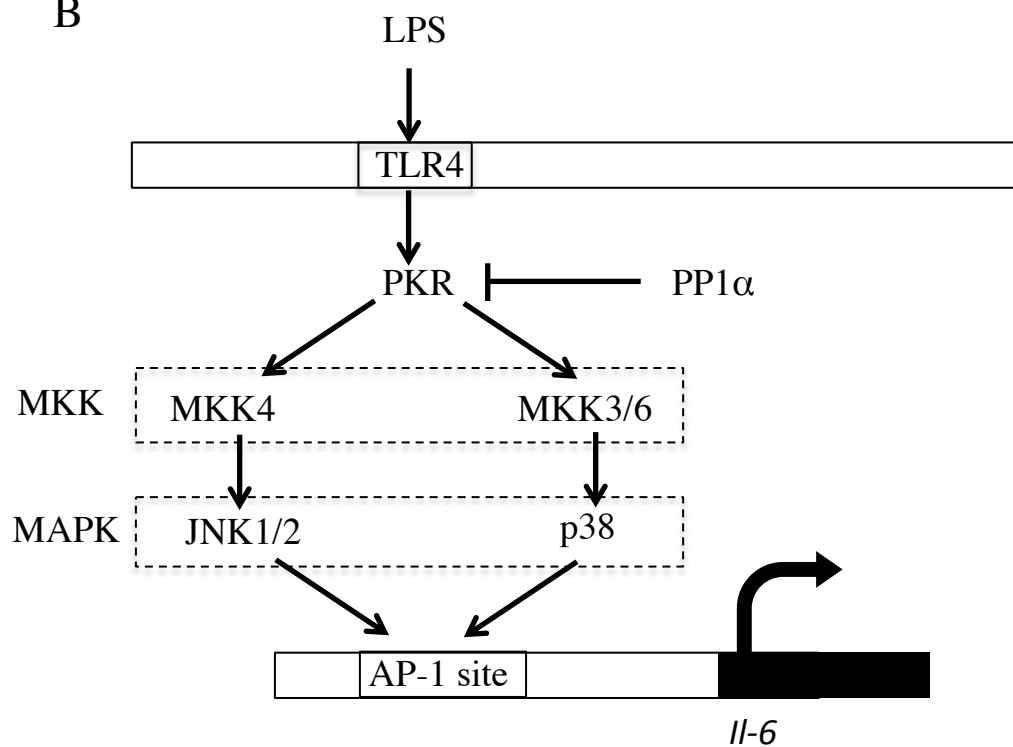 B
LPS
TLR4
PKR
PP1α
MKK
MKK4
MKK3/6
MAPK
JNK1/2
p38
AP-1 site
Il-6